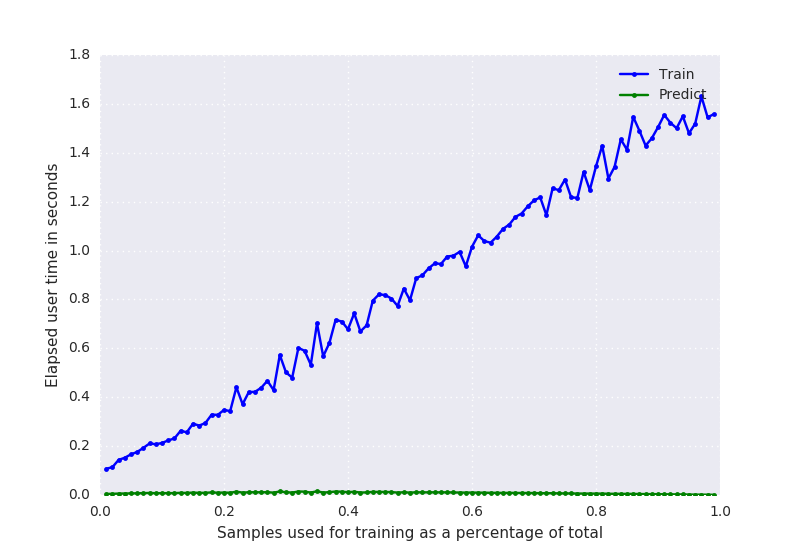 1.8
1.6
1.4
1.2
1.0
0.8
0.6
0.4
0.2
0.0
Elapsed user time in seconds
Train
Predict
0.0 0.2 0.4 0.6 0.8 1.0
Samples used for training as a percentage of total